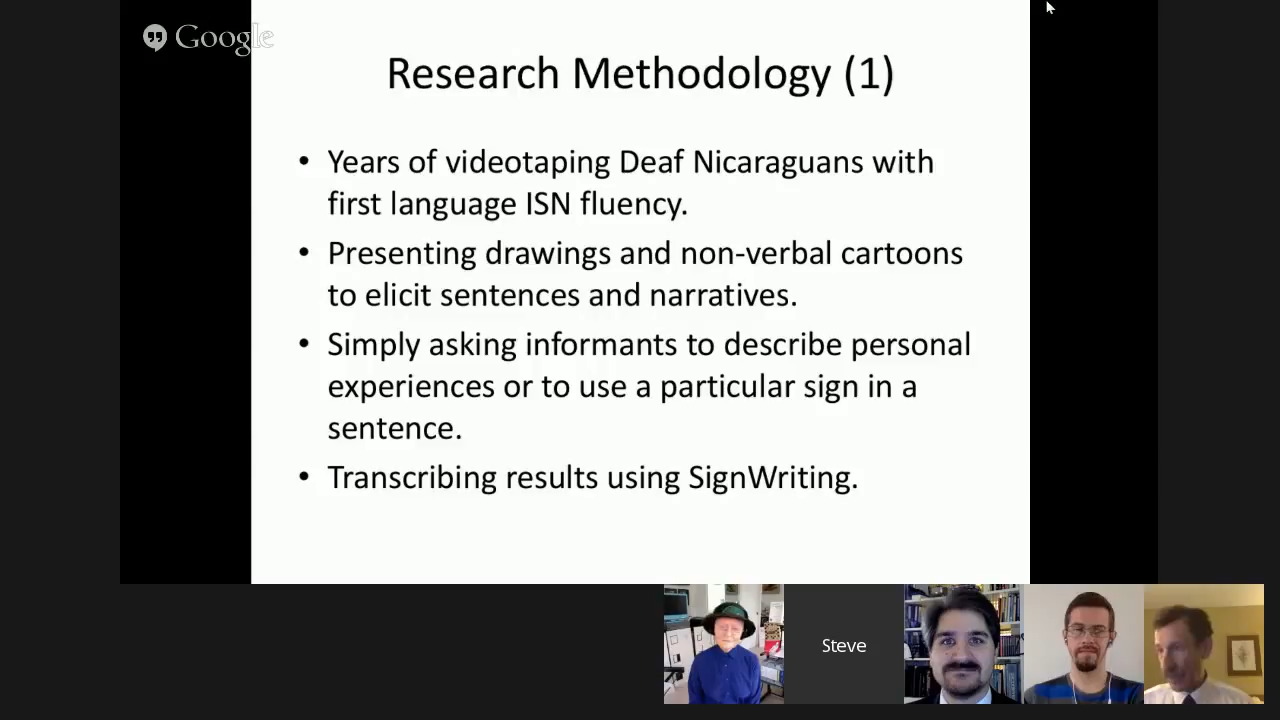 Google
Research Methodology (1)
• Years of videotaping Deaf Nicaraguans with
first language ISN fluency.
• Presenting drawings and non-verbal cartoons
to elicit sentences and narratives.
• Simply asking informants to describe personal
experiences or to use a particular sign in a
sentence.
• Transcribing results using SignWriting.
Steve